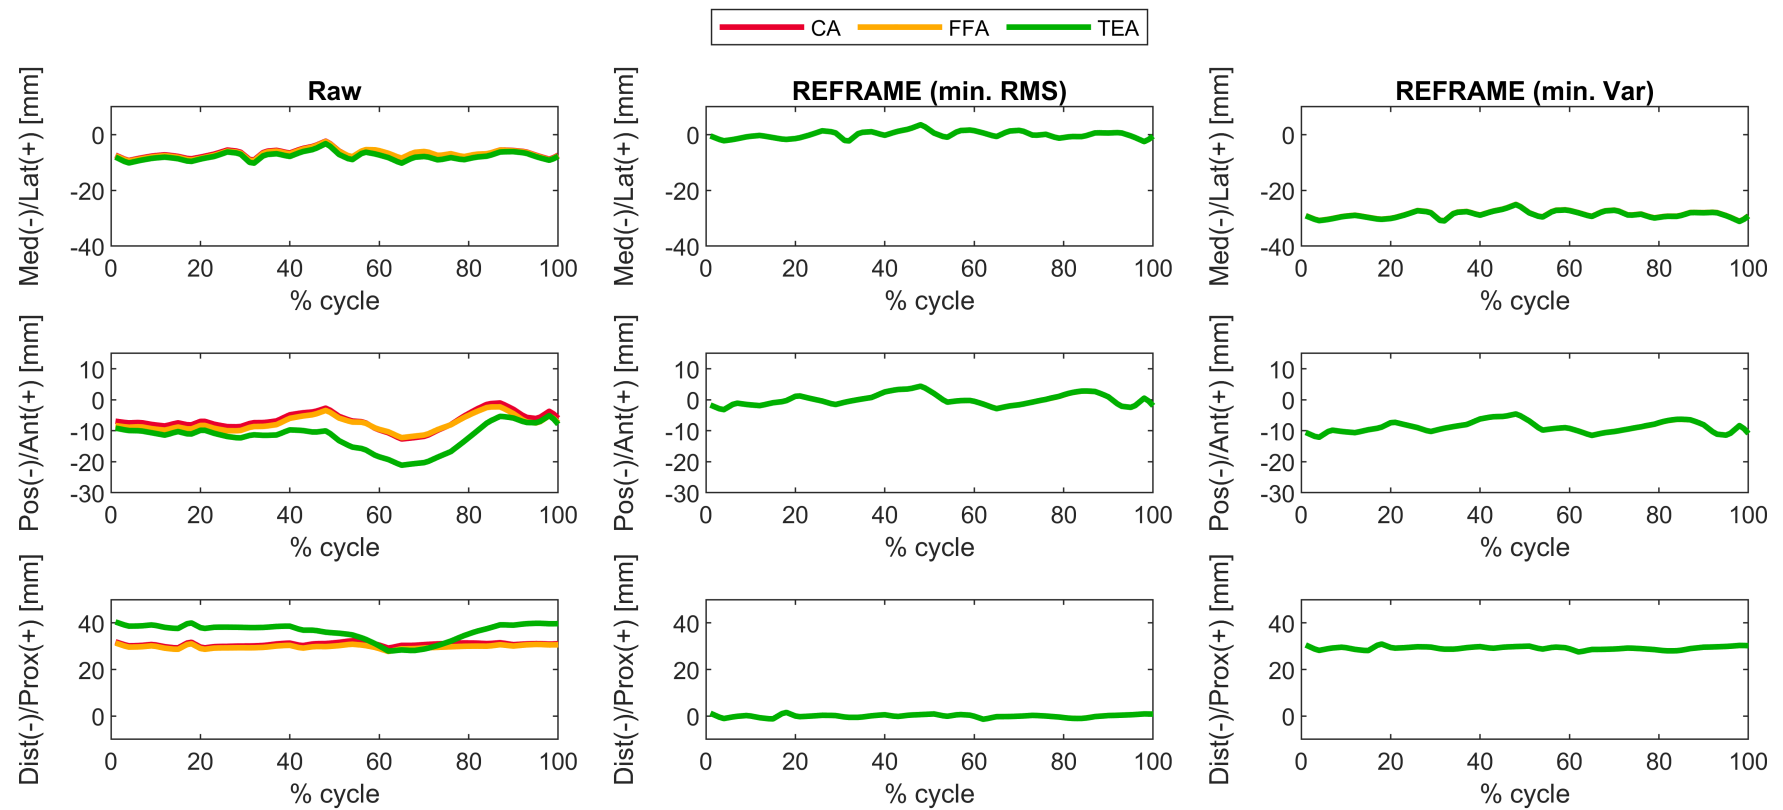 CA FFA TEA
Raw REFRAME (min. RMS) REFRAME (min. Var)
Med(-)/Lat(+) [mm] Med(-)/Lat(+) [mm] Med(-)/Lat(+) [mm]
0 0 0
-20 -20 -20
-40 -40 -40
0 20 40 60 80 100 0 20 40 60 80 100 0 20 40 60 80 100
% cycle % cycle % cycle
Pos(-)/Ant(+) [mm] Pos(-)/Ant(+) [mm] Pos(-)/Ant(+) [mm]
10 10 10
0 0 0
-10 -10 -10
-20 -20 -20
-30 -30 -30
0 20 40 60 80 100 0 20 40 60 80 100 0 20 40 60 80 100
% cycle % cycle % cycle
Dist(-)/Prox(+) [mm] Dist(-)/Prox(+) [mm] Dist(-)/Prox(+) [mm]
40 40 40
20 20 20
0 0 0
0 20 40 60 80 100 0 20 40 60 80 100 0 20 40 60 80 100
% cycle % cycle % cycle